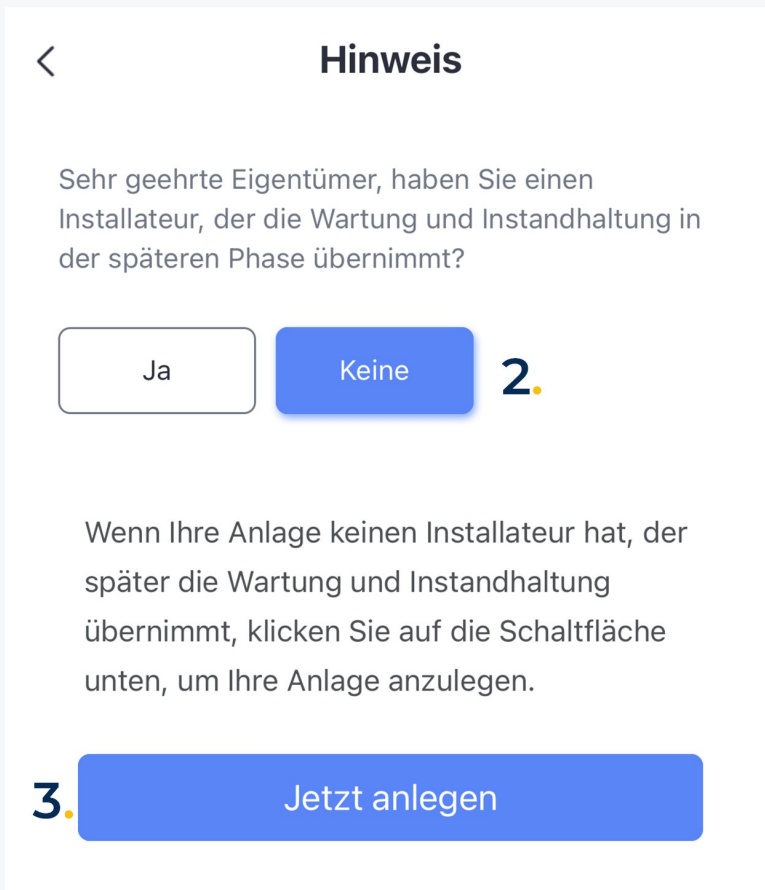 Hinweis
Sehr geehrte Eigentümer, haben Sie einen
Installateur, der die Wartung und Instandhaltung in
der späteren Phase übernimmt?
Ja
Keine
2.
Wenn Ihre Anlage keinen Installateur hat, der
später die Wartung und Instandhaltung
übernimmt, klicken Sie auf die Schaltfläche
unten, um Ihre Anlage anzulegen.
3.
Jetzt anlegen